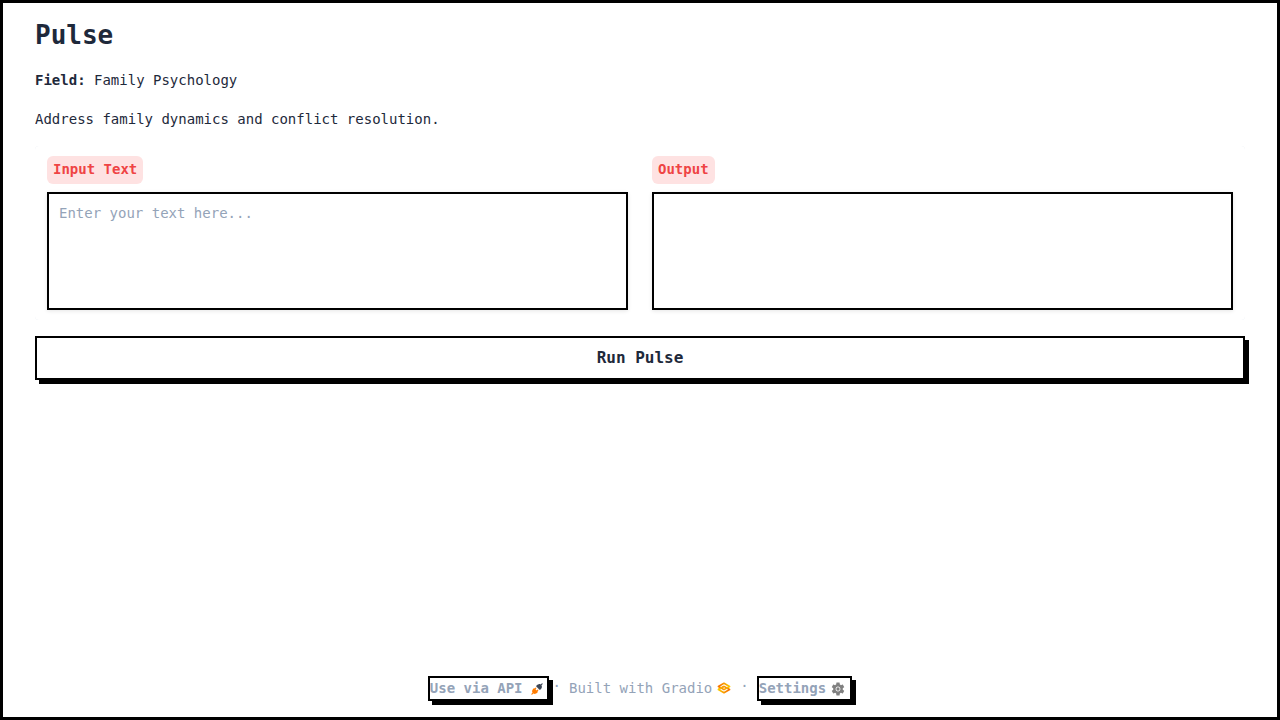 Pulse
Field: Family Psychology
Address family dynamics and conflict resolution.
Input Text
Enter your text here...
Output
Run Pulse
Use via API · Built with Gradio · Settings